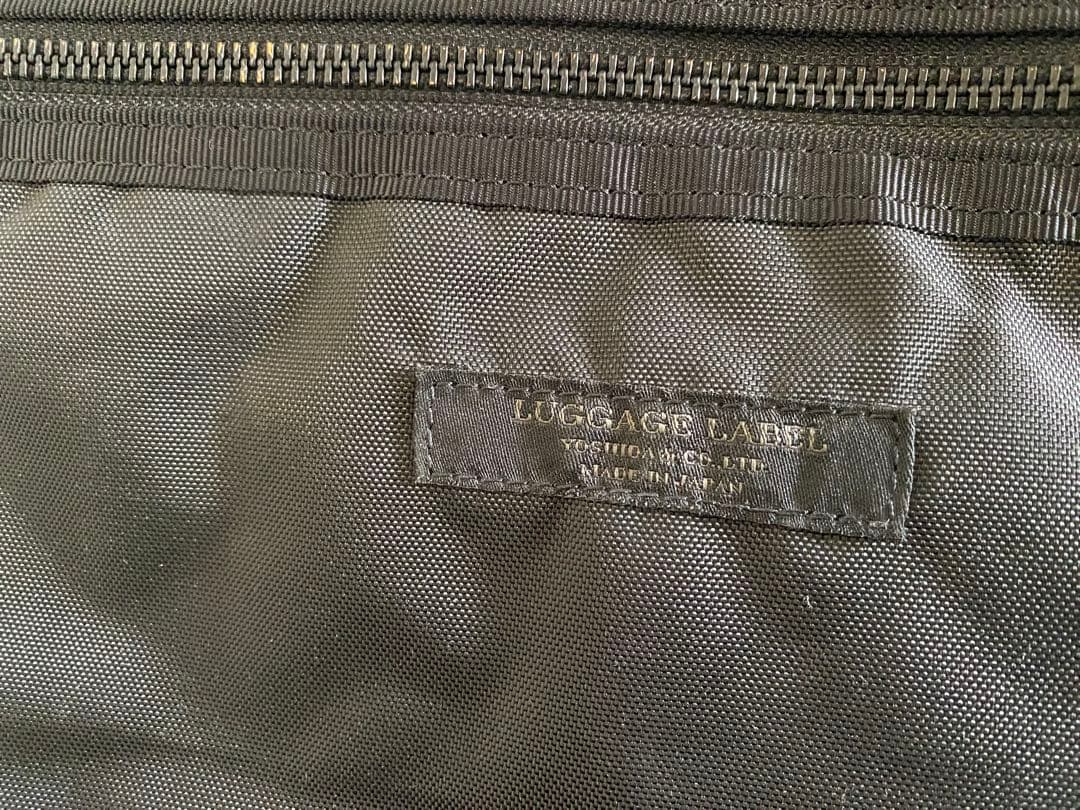 LUGGAGE LABEL
YOSHIDA & CO., LTD.
MADE IN JAPAN